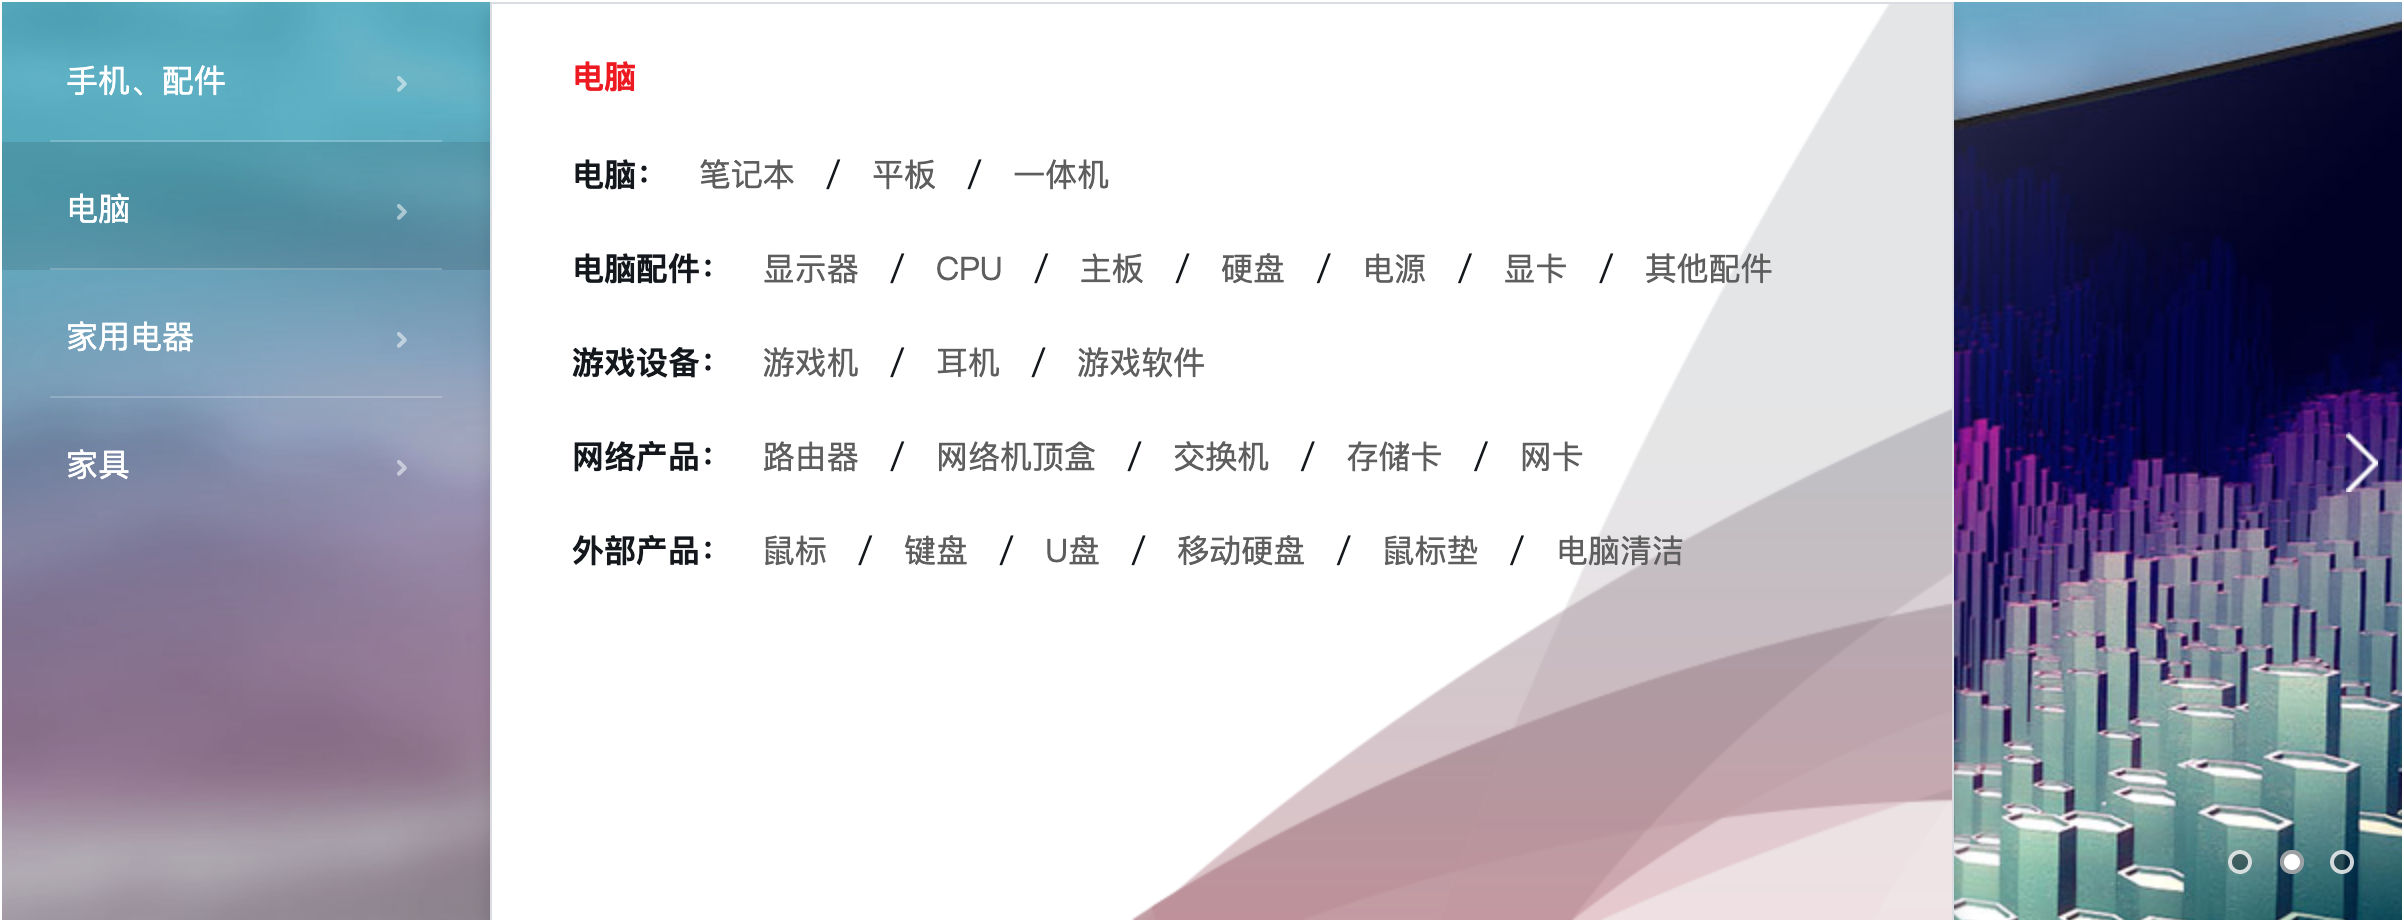 手机、配件
电脑
家用电器
家具
电脑
电脑： 笔记本 / 平板 / 一体机
电脑配件： 显示器 / CPU / 主板 / 硬盘 / 电源 / 显卡 / 其他配件
游戏设备： 游戏机 / 耳机 / 游戏软件
网络产品： 路由器 / 网络机顶盒 / 交换机 / 存储卡 / 网卡
外部产品： 鼠标 / 键盘 / U盘 / 移动硬盘 / 鼠标垫 / 电脑清洁